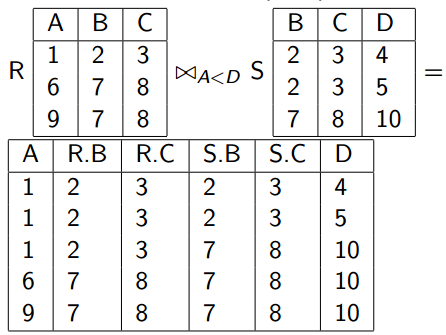 A B C B C D
1 2 3 2 3 4
R 6 7 8 ⋈A<D S 2 3 5 =
9 7 8 7 8 10
A R.B R.C S.B S.C D
1 2 3 2 3 4
1 2 3 2 3 5
1 2 3 7 8 10
6 7 8 7 8 10
9 7 8 7 8 10